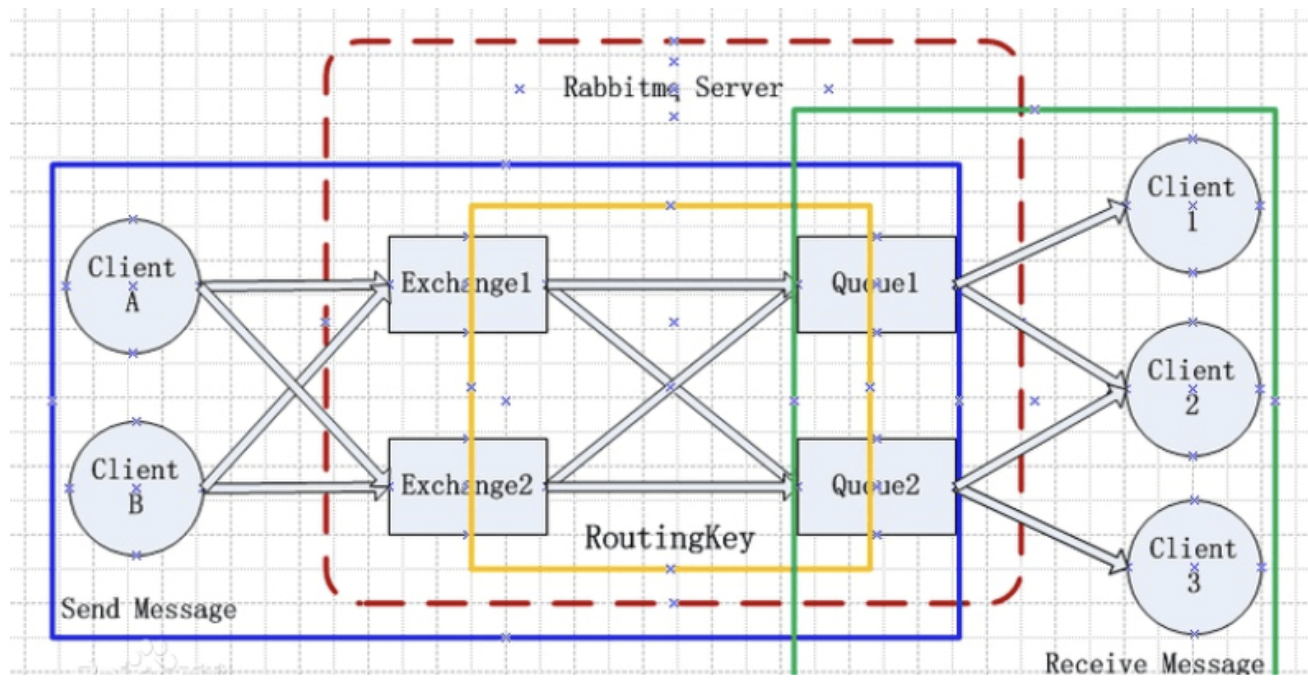 Rabbitmq Server
Client
A
Client
B
Exchange1
Exchange2
RoutingKey
Queue1
Queue2
Client
1
Client
2
Client
3
Send Message
Receive Message